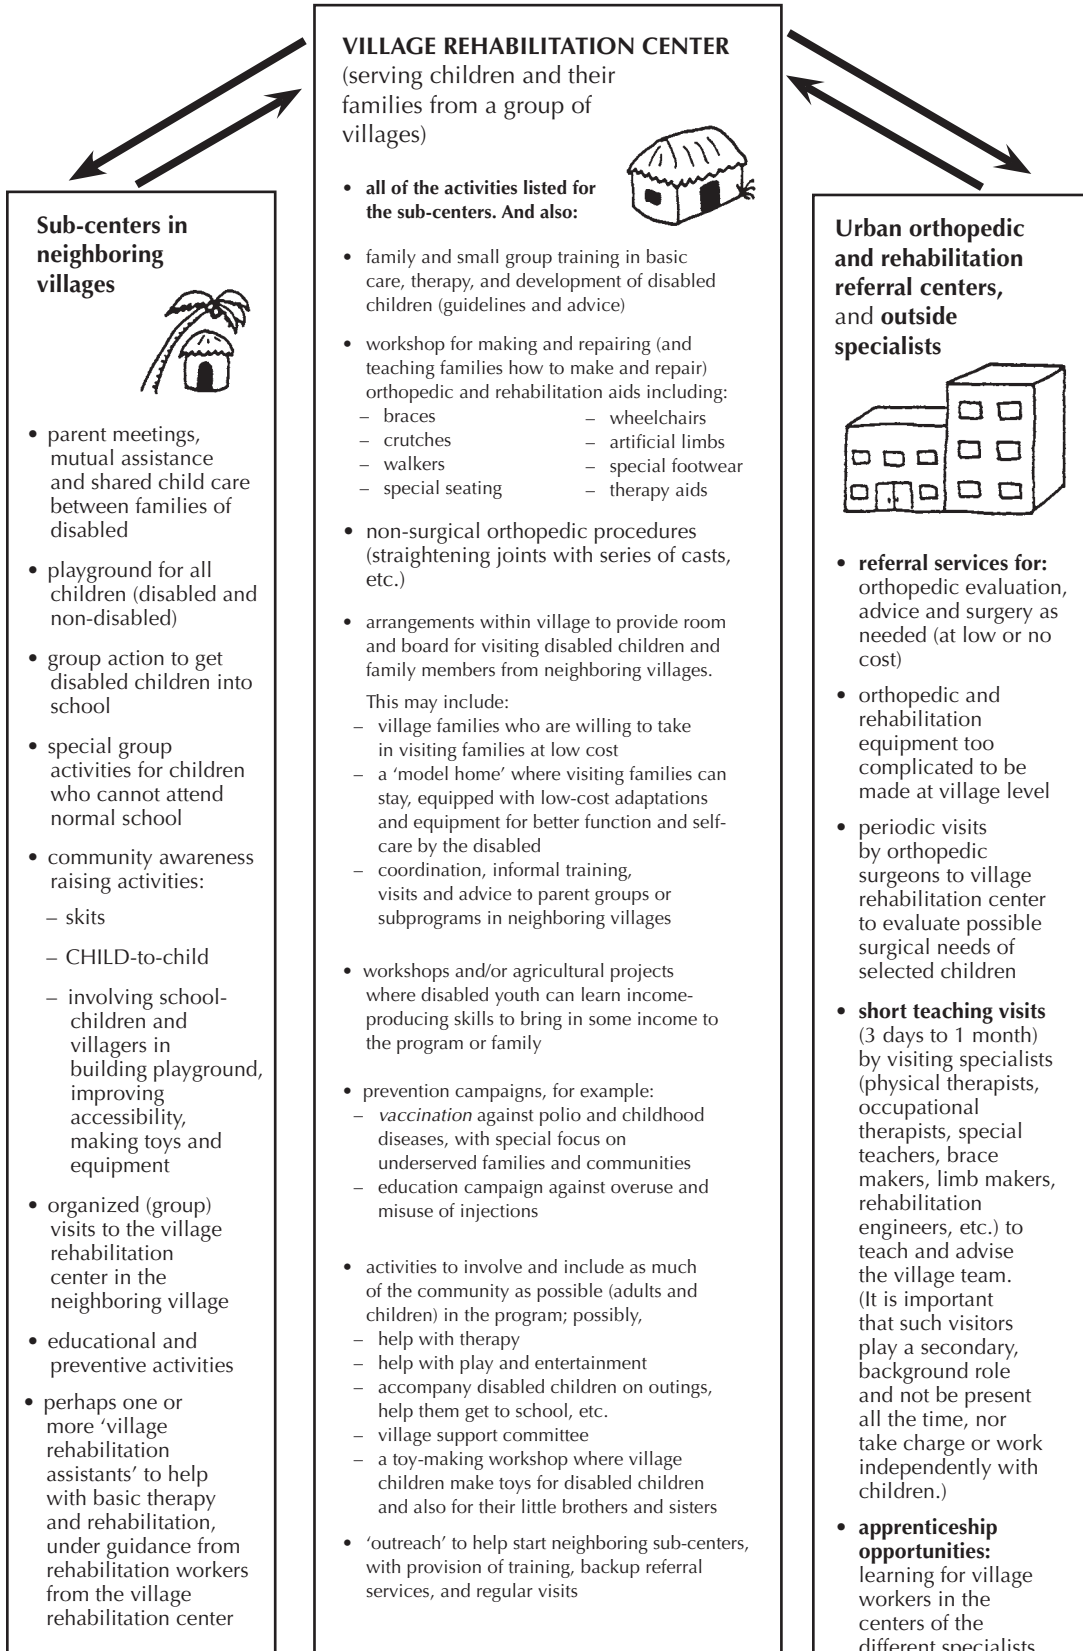 VILLAGE REHABILITATION CENTER
(serving children and their
families from a group of
villages)
• all of the activities listed for
the sub-centers. And also:
• family and small group training in basic
care, therapy, and development of disabled
children (guidelines and advice)
• workshop for making and repairing (and
teaching families how to make and repair)
orthopedic and rehabilitation aids including:
– braces
– crutches
– walkers
– special seating
– wheelchairs
– artificial limbs
– special footwear
– therapy aids
• non-surgical orthopedic procedures
(straightening joints with series of casts,
etc.)
• arrangements within village to provide room
and board for visiting disabled children and
family members from neighboring villages.
This may include:
– village families who are willing to take
in visiting families at low cost
– a ‘model home’ where visiting families can
stay, equipped with low-cost adaptations
and equipment for better function and self-
care by the disabled
– coordination, informal training,
visits and advice to parent groups or
subprograms in neighboring villages
• workshops and/or agricultural projects
where disabled youth can learn income-
producing skills to bring in some income to
the program or family
• prevention campaigns, for example:
– vaccination against polio and childhood
diseases, with special focus on
underserved families and communities
– education campaign against overuse and
misuse of injections
• activities to involve and include as much
of the community as possible (adults and
children) in the program; possibly,
– help with therapy
– help with play and entertainment
– accompany disabled children on outings,
help them get to school, etc.
– village support committee
– a toy-making workshop where village
children make toys for disabled children
and also for their little brothers and sisters
• ‘outreach’ to help start neighboring sub-centers,
with provision of training, backup referral
services, and regular visits
Sub-centers in
neighboring
villages
• parent meetings,
mutual assistance
and shared child care
between families of
disabled
• playground for all
children (disabled and
non-disabled)
• group action to get
disabled children into
school
• special group
activities for children
who cannot attend
normal school
• community awareness
raising activities:
– skits
– CHILD-to-child
– involving school-
children and
villagers in
building playground,
improving
accessibility,
making toys and
equipment
• organized (group)
visits to the village
rehabilitation
center in the
neighboring village
• educational and
preventive activities
• perhaps one or
more ‘village
rehabilitation
assistants’ to help
with basic therapy
and rehabilitation,
under guidance from
rehabilitation workers
from the village
rehabilitation center
Urban orthopedic
and rehabilitation
referral centers,
and outside
specialists
• referral services for:
orthopedic evaluation,
advice and surgery as
needed (at low or no
cost)
• orthopedic and
rehabilitation
equipment too
complicated to be
made at village level
• periodic visits
by orthopedic
surgeons to village
rehabilitation center
to evaluate possible
surgical needs of
selected children
• short teaching visits
(3 days to 1 month)
by visiting specialists
(physical therapists,
occupational
therapists, special
teachers, brace
makers, limb makers,
rehabilitation
engineers, etc.) to
teach and advise
the village team.
(It is important
that such visitors
play a secondary,
background role
and not be present
all the time, nor
take charge or work
independently with
children.)
• apprenticeship
opportunities:
learning for village
workers in the
centers of the
different specialists